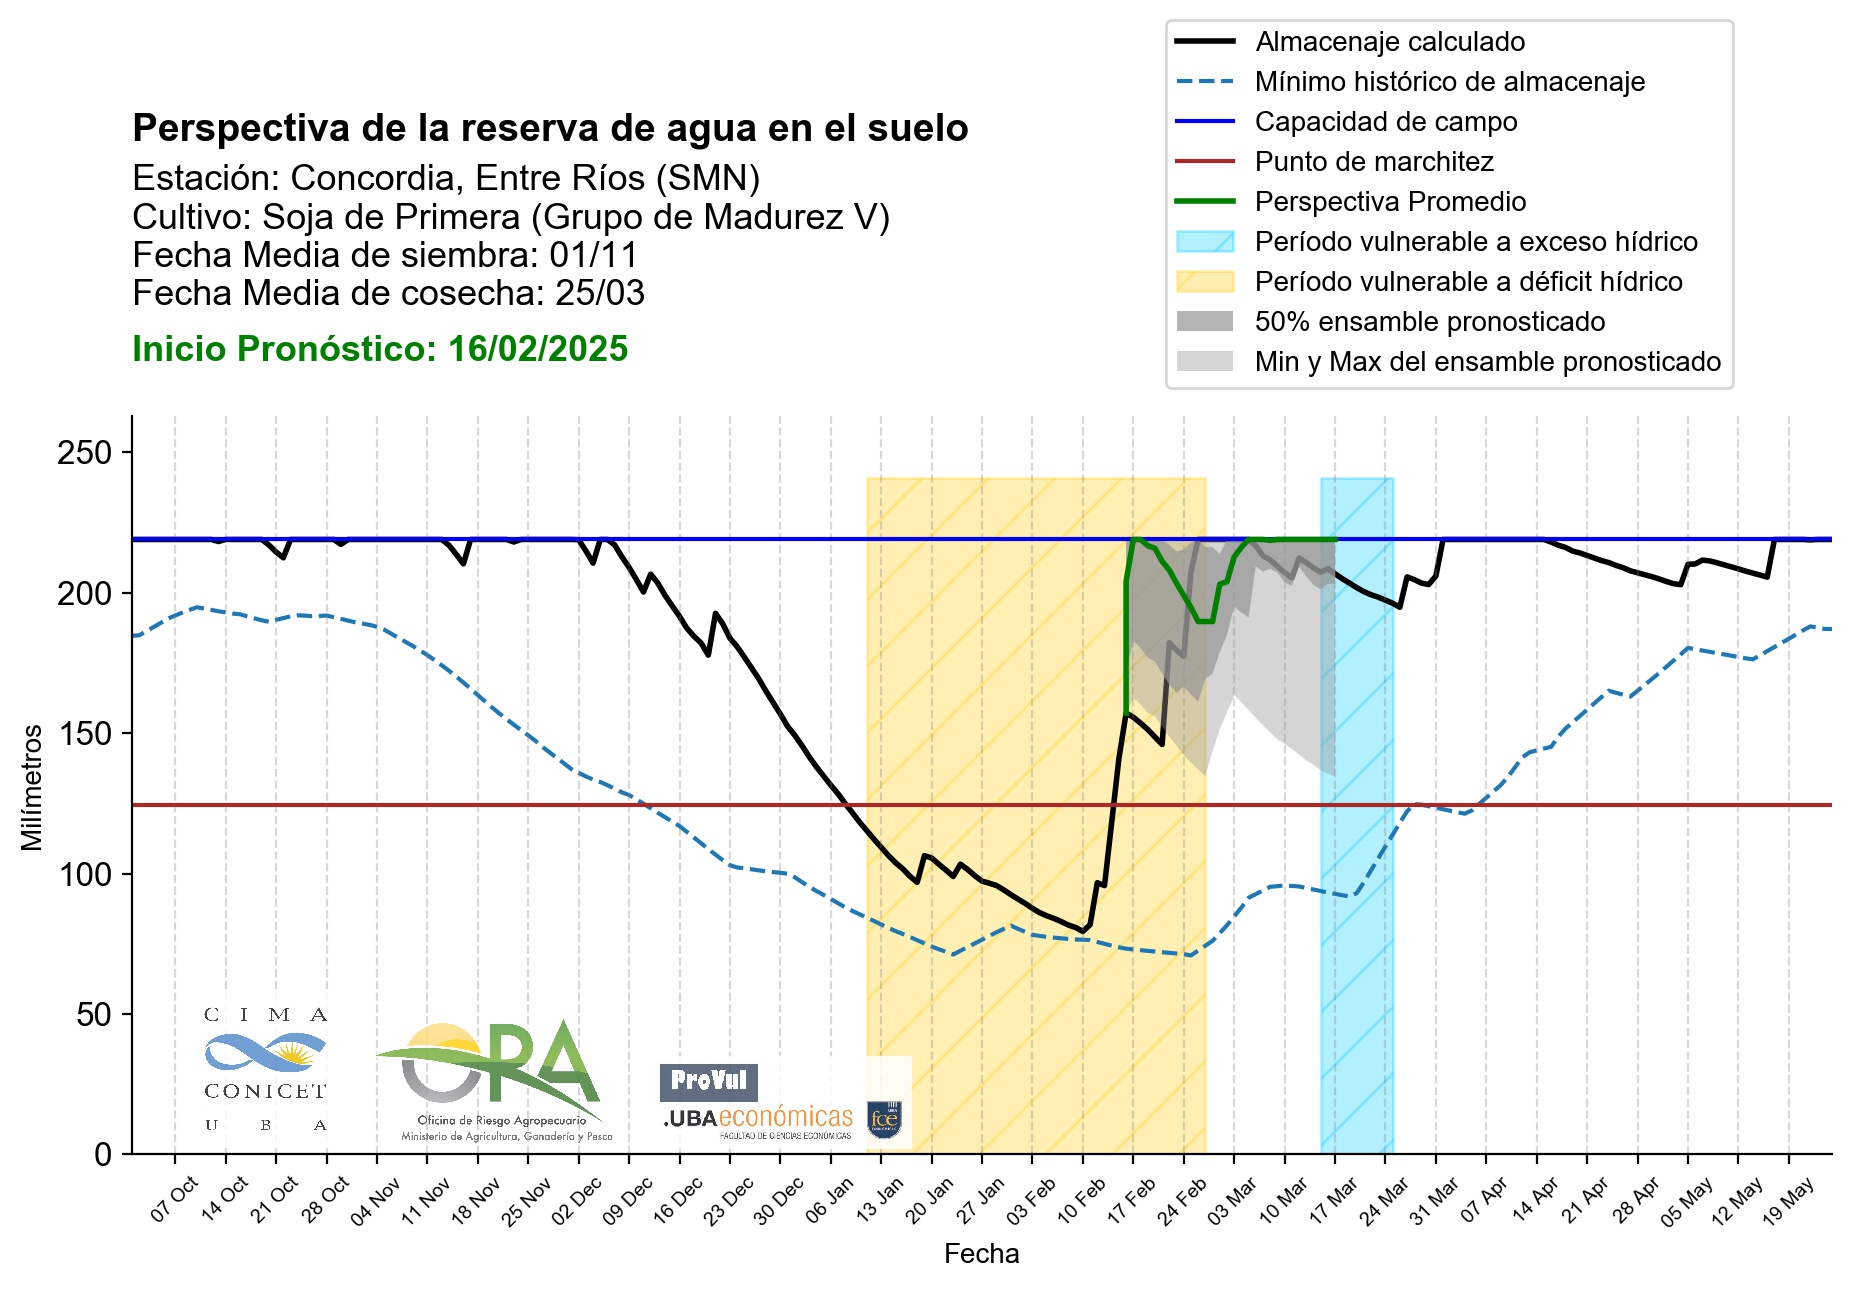 Almacenaje calculado
Mínimo histórico de almacenaje
Capacidad de campo
Punto de marchitez
Perspectiva Promedio
Período vulnerable a exceso hídrico
Período vulnerable a déficit hídrico
50% ensamble pronosticado
Min y Max del ensamble pronosticado
Perspectiva de la reserva de agua en el suelo
Estación: Concordia, Entre Ríos (SMN)
Cultivo: Soja de Primera (Grupo de Madurez V)
Fecha Media de siembra: 01/11
Fecha Media de cosecha: 25/03
Inicio Pronóstico: 16/02/2025
250
200
150
100
50
0
Milímetros
CIMA
CONICET
UBA
ORA
Oficina de Riesgo Agropecuario
Ministerio de Agricultura, Ganadería y Pesca
ProVul
.UBAeconómicas
FACULTAD DE CIENCIAS ECONÓMICAS
UBA
fce
07 Oct
14 Oct
21 Oct
28 Oct
04 Nov
11 Nov
18 Nov
25 Nov
02 Dec
09 Dec
16 Dec
23 Dec
30 Dec
06 Jan
13 Jan
20 Jan
27 Jan
03 Feb
10 Feb
17 Feb
24 Feb
03 Mar
10 Mar
17 Mar
24 Mar
31 Mar
07 Apr
14 Apr
21 Apr
28 Apr
05 May
12 May
19 May
Fecha